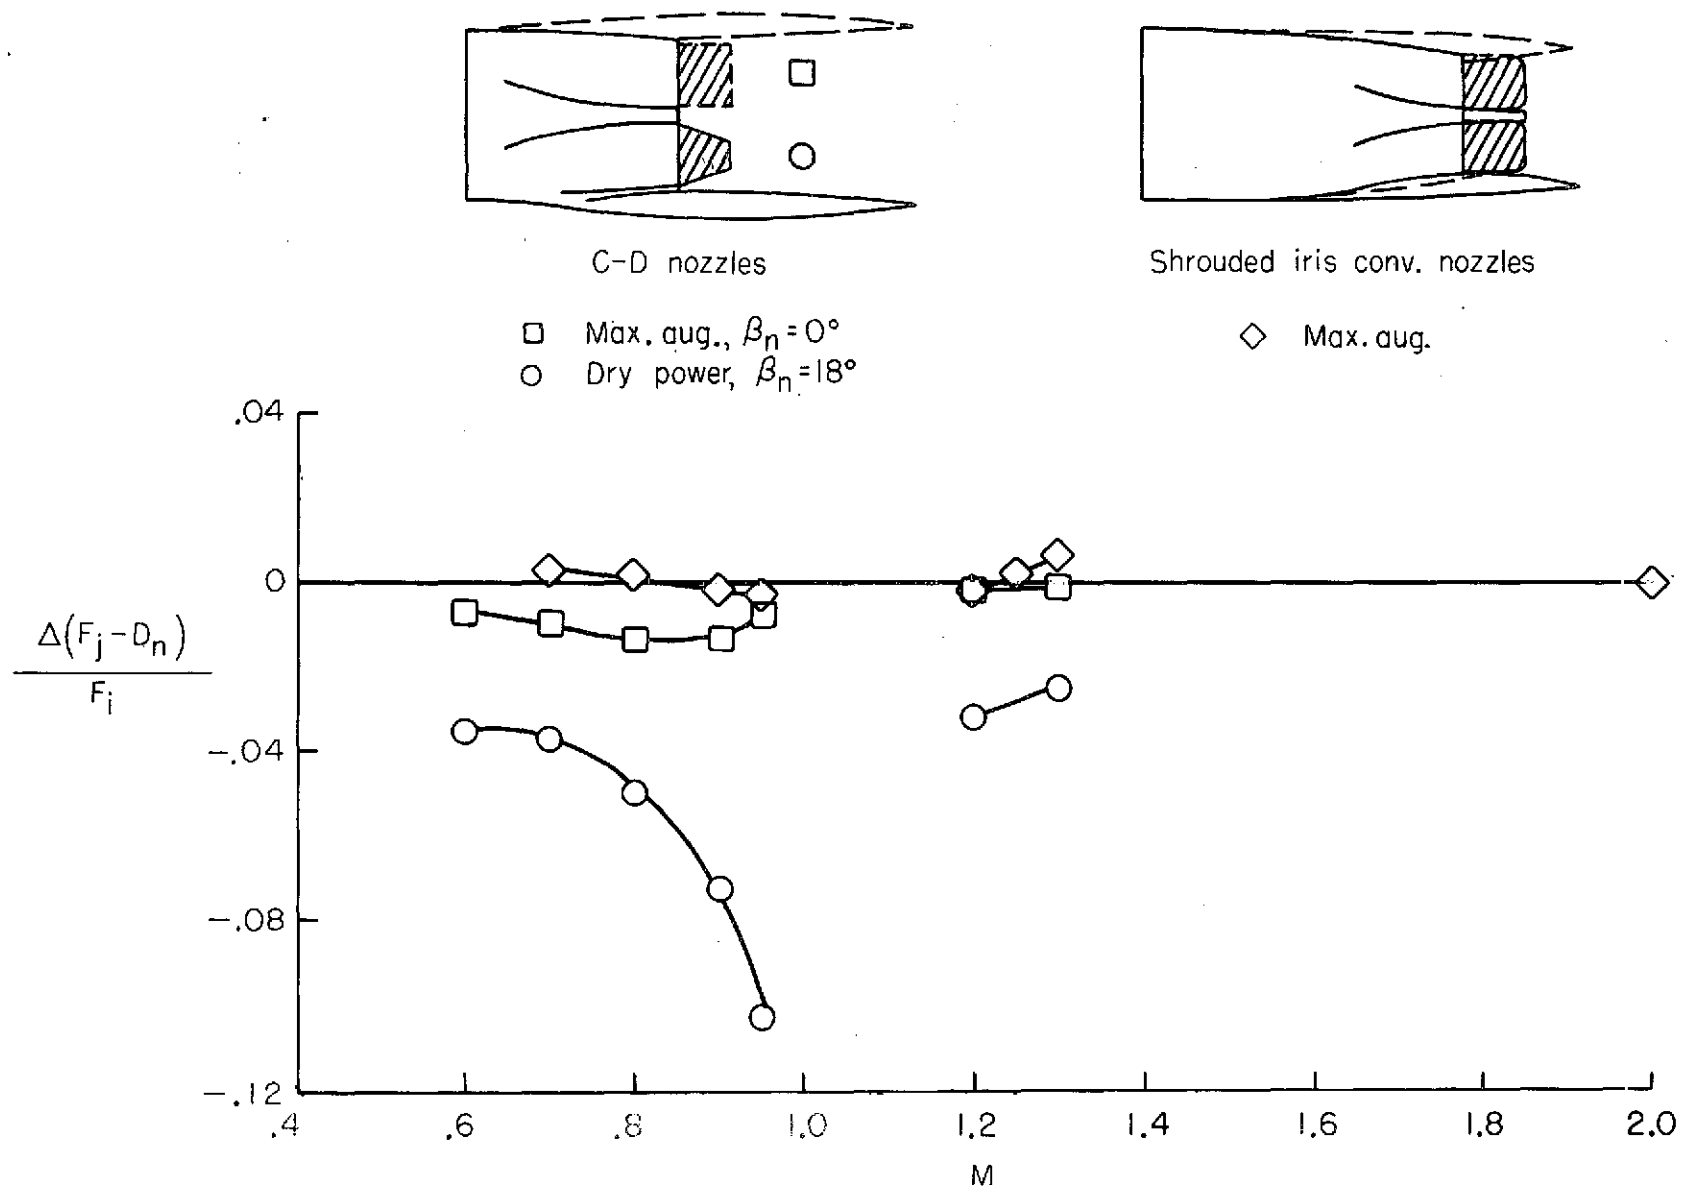 C-D nozzles
Shrouded iris conv. nozzles
Max. aug., βn = 0°
Dry power, βn = 18°
Max. aug.
.04
0
Δ(Fj − Dn)
Fi
−.04
−.08
−.12
.4 .6 .8 1.0 1.2 1.4 1.6 1.8 2.0
M